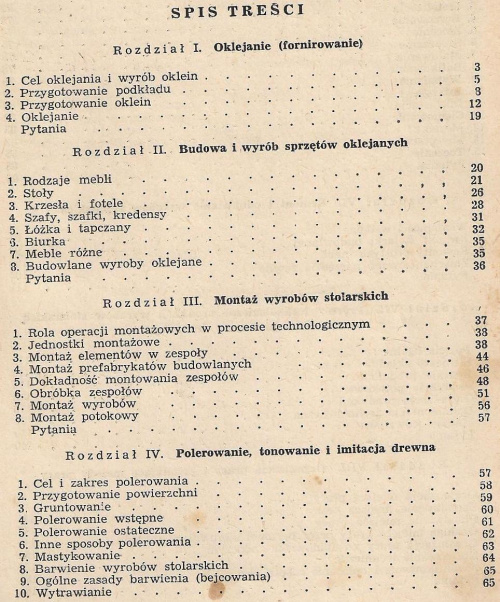 SPIS TREŚCI
Rozdział I. Oklejanie (fornirowanie)
1. Cel oklejania i wyrób oklein . . . . . . . . 3
2. Przygotowanie podkładu . . . . . . . . 5
3. Przygotowanie oklein . . . . . . . . 8
4. Oklejanie . . . . . . . . 12
Pytania . . . . . . . . 19
Rozdział II. Budowa i wyrób sprzętów oklejanych
1. Rodzaje mebli . . . . . . . . 20
2. Stoły . . . . . . . . 21
3. Krzesła i fotele . . . . . . . . 26
4. Szafy, szafki, kredensy . . . . . . . . 28
5. Łóżka i tapczany . . . . . . . . 31
6. Biurka . . . . . . . . 32
7. Meble różne . . . . . . . . 35
8. Budowlane wyroby oklejane . . . . . . . . 35
Pytania . . . . . . . . 36
Rozdział III. Montaż wyrobów stolarskich
1. Rola operacji montażowych w procesie technologicznym . . . . . . . . 37
2. Jednostki montażowe . . . . . . . . 38
3. Montaż elementów w zespoły . . . . . . . . 38
4. Montaż prefabrykatów budowlanych . . . . . . . . 44
5. Dokładność montowania zespołów . . . . . . . . 46
6. Obróbka zespołów . . . . . . . . 48
7. Montaż wyrobów . . . . . . . . 51
8. Montaż potokowy . . . . . . . . 56
Pytania . . . . . . . . 57
Rozdział IV. Polerowanie, tonowanie i imitacja drewna
1. Cel i zakres polerowania . . . . . . . . 57
2. Przygotowanie powierzchni . . . . . . . . 58
3. Gruntowanie . . . . . . . . 59
4. Polerowanie wstępne . . . . . . . . 60
5. Polerowanie ostateczne . . . . . . . . 61
6. Inne sposoby polerowania . . . . . . . . 62
7. Mastykowanie . . . . . . . . 63
8. Barwienie wyrobów stolarskich . . . . . . . . 64
9. Ogólne zasady barwienia (bejcowania) . . . . . . . . 65
10. Wytrawianie . . . . . . . . 65